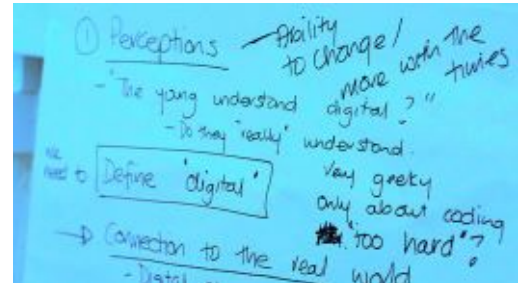 ① Perceptions – Ability
to change/
move with the
times
- "The young understand digital?"
- Do they "really" understand.
we need to Define "digital"
Very geeky
only about coding
"too hard"?
→ Connection to the real world
- Digital